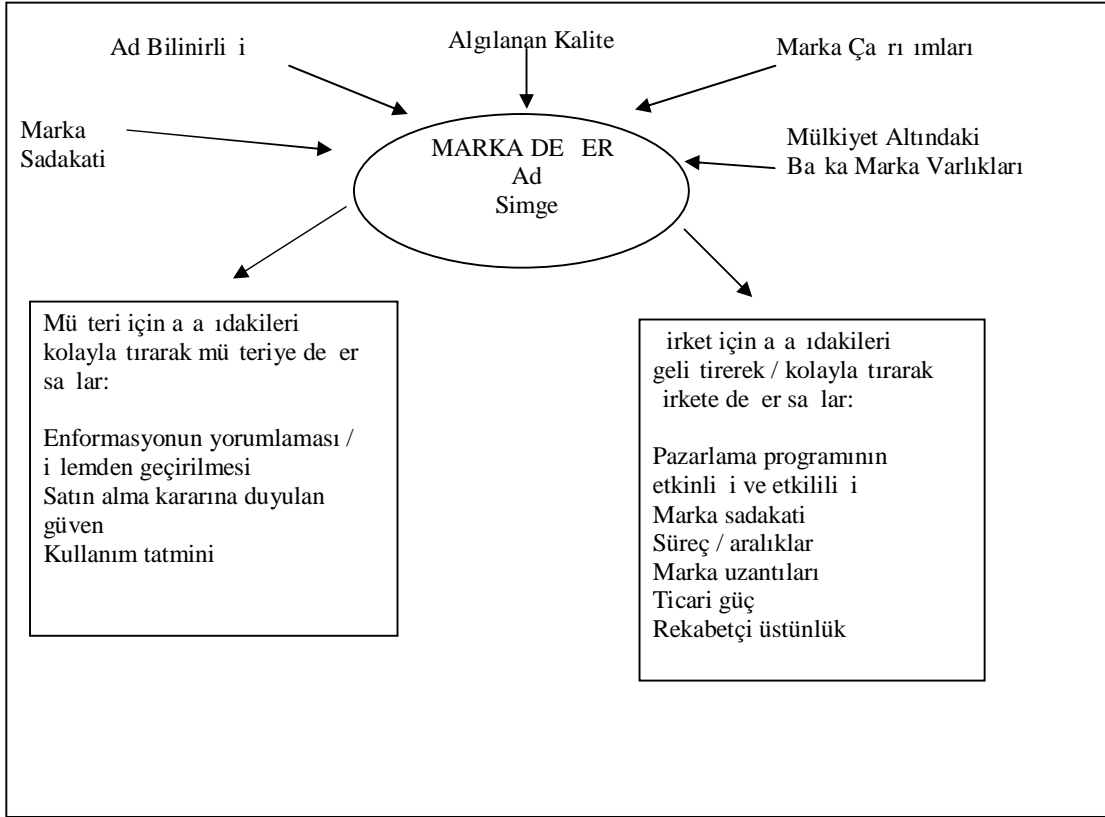 Ad Bilinirli i
Algılanan Kalite
Marka Ça rı ımları
Marka
Sadakati
Mülkiyet Altındaki
Ba ka Marka Varlıkları
MARKA DE ER
Ad
Simge
Mü teri için a a ıdakileri
kolayla tırarak mü teriye de er
sa lar:
Enformasyonun yorumlaması /
i lemden geçirilmesi
Satın alma kararına duyulan
güven
Kullanım tatmini
irket için a a ıdakileri
geli tirerek / kolayla tırarak
irkete de er sa lar:
Pazarlama programının
etkinli i ve etkilili i
Marka sadakati
Süreç / aralıklar
Marka uzantıları
Ticari güç
Rekabetçi üstünlük